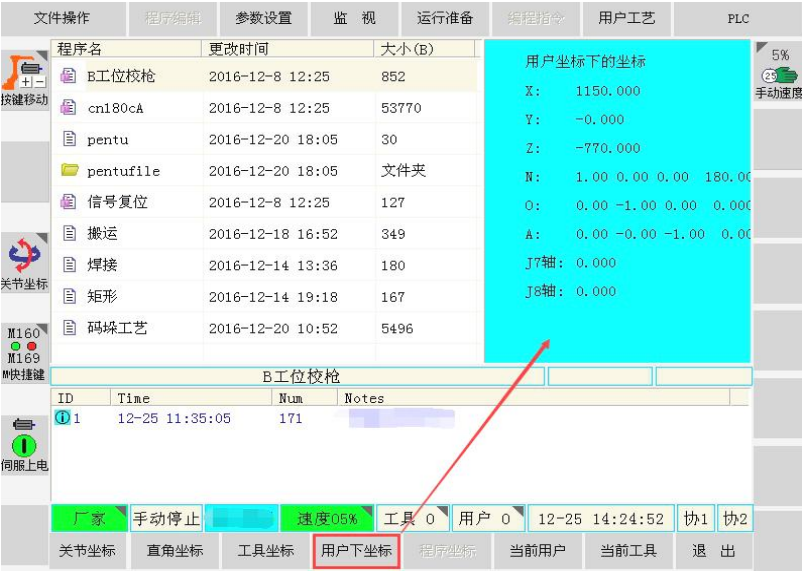 文件操作 程序编辑 参数设置 监 视 运行准备 编程指令 用户工艺 PLC
按键移动
关节坐标
M160
M169
M快捷键
伺服上电
程序名 更改时间 大小(B)
B工位校枪 2016-12-8 12:25 852
cn180cA 2016-12-8 12:25 53770
pentu 2016-12-20 18:05 30
pentufile 2016-12-20 18:05 文件夹
信号复位 2016-12-8 12:25 127
搬运 2016-12-18 16:52 349
焊接 2016-12-14 13:36 180
矩形 2016-12-14 19:18 167
码垛工艺 2016-12-20 10:52 5496
用户坐标下的坐标
X: 1150.000
Y: -0.000
Z: -770.000
N: 1.00 0.00 0.00 180.00
O: 0.00 -1.00 0.00 0.000
A: 0.00 -0.00 -1.00 0.00
J7轴: 0.000
J8轴: 0.000
5%
25
手动速度
B工位校枪
ID Time Num Notes
1 12-25 11:35:05 171
厂家 手动停止 速度05% 工具 0 用户 0 12-25 14:24:52 协1 协2
关节坐标 直角坐标 工具坐标 用户下坐标 程序坐标 当前用户 当前工具 退 出